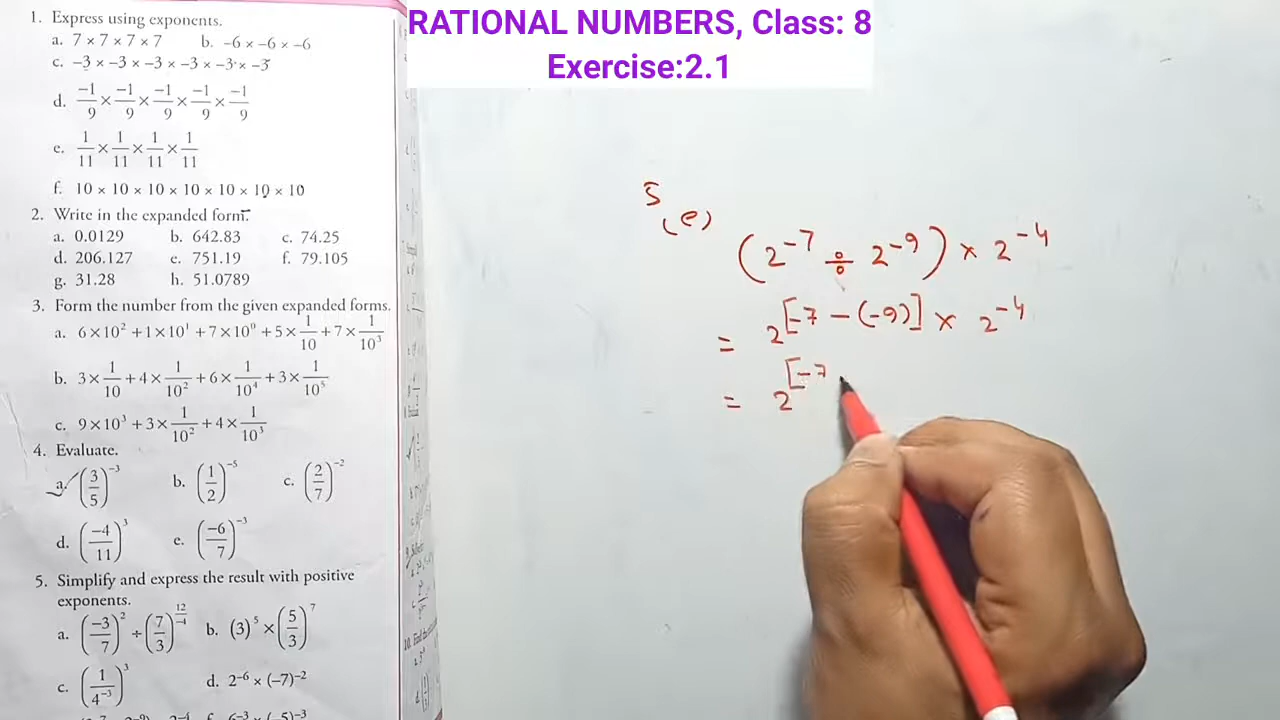 RATIONAL NUMBERS, Class: 8
Exercise:2.1
1. Express using exponents.
a. 7 × 7 × 7 × 7 b. −6 × −6 × −6
c. −3 × −3 × −3 × −3 × −3 × −3
d. −1/9 × −1/9 × −1/9 × −1/9 × −1/9
e. 1/11 × 1/11 × 1/11 × 1/11
f. 10 × 10 × 10 × 10 × 10 × 10 × 10
2. Write in the expanded form.
a. 0.0129 b. 642.83 c. 74.25
d. 206.127 e. 751.19 f. 79.105
g. 31.28 h. 51.0789
3. Form the number from the given expanded forms.
a. 6×10² + 1×10¹ + 7×10⁰ + 5× 1/10 + 7× 1/10³
b. 3× 1/10 + 4× 1/10² + 6× 1/10⁴ + 3× 1/10⁵
c. 9×10³ + 3× 1/10² + 4× 1/10³
4. Evaluate.
a. (3/5)⁻³ b. (1/2)⁻⁵ c. (2/7)⁻²
d. (−4/11)³ e. (−6/7)⁻³
5. Simplify and express the result with positive
exponents.
a. (−3/7)² ÷ (7/3)^(12/−4) b. (3)⁵ × (5/3)⁷
c. (1/4⁻³)³ d. 2⁻⁶ × (−7)⁻²
5
(e)
(2⁻⁷ ÷ 2⁻⁹) × 2⁻⁴
= 2^[−7 − (−9)] × 2⁻⁴
= 2^[−7